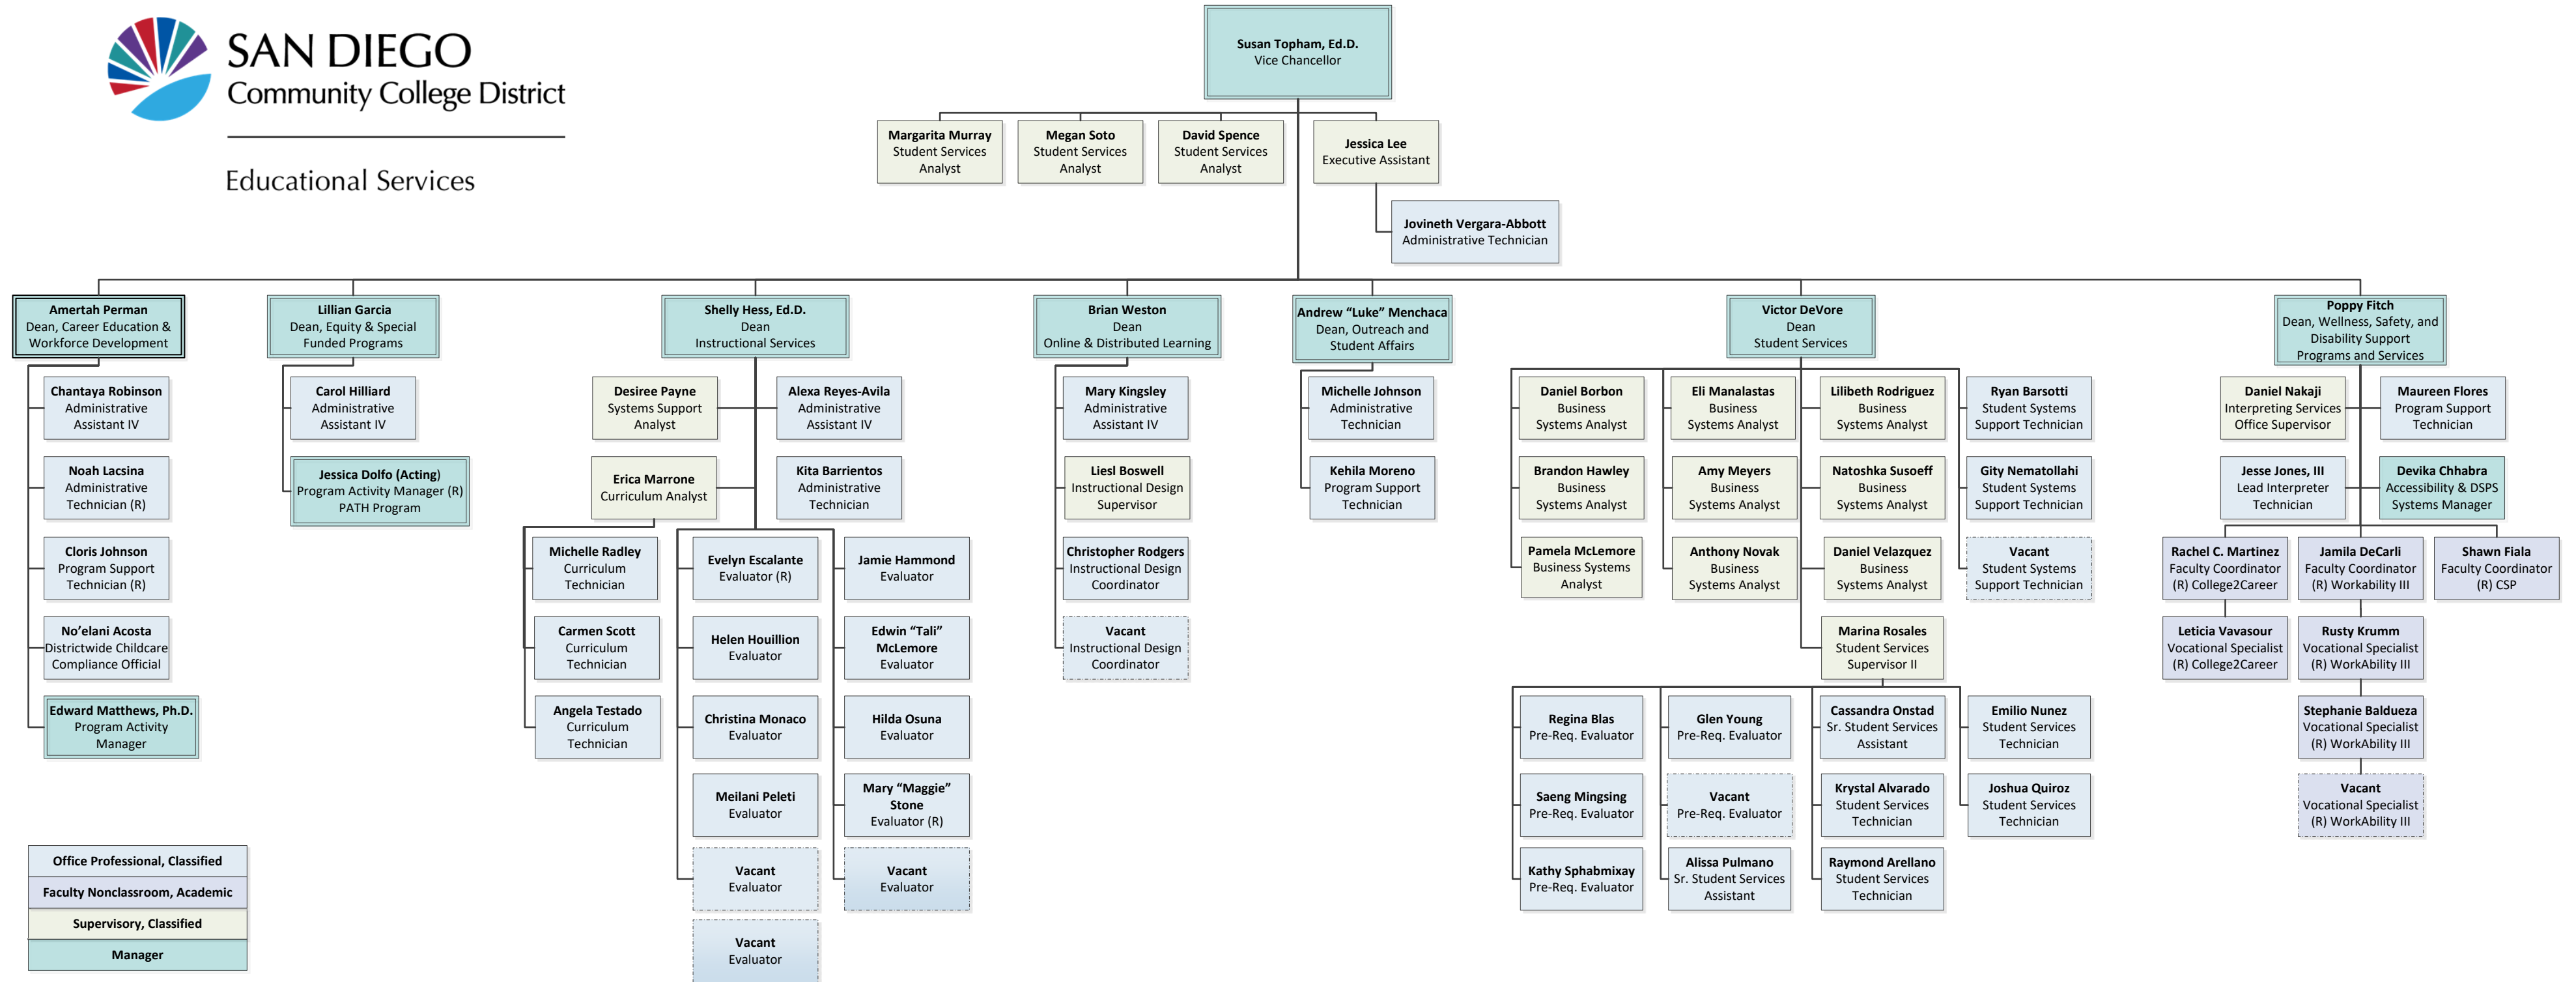 SAN DIEGO
Community College District
Educational Services
Susan Topham, Ed.D.
Vice Chancellor
Margarita Murray
Student Services
Analyst
Megan Soto
Student Services
Analyst
David Spence
Student Services
Analyst
Jessica Lee
Executive Assistant
Jovineth Vergara-Abbott
Administrative Technician
Amertah Perman
Dean, Career Education &
Workforce Development
Chantaya Robinson
Administrative
Assistant IV
Noah Lacsina
Administrative
Technician (R)
Cloris Johnson
Program Support
Technician (R)
No’elani Acosta
Districtwide Childcare
Compliance Official
Edward Matthews, Ph.D.
Program Activity
Manager
Lillian Garcia
Dean, Equity & Special
Funded Programs
Carol Hilliard
Administrative
Assistant IV
Jessica Dolfo (Acting)
Program Activity Manager (R)
PATH Program
Shelly Hess, Ed.D.
Dean
Instructional Services
Desiree Payne
Systems Support
Analyst
Alexa Reyes-Avila
Administrative
Assistant IV
Erica Marrone
Curriculum Analyst
Kita Barrientos
Administrative
Technician
Michelle Radley
Curriculum
Technician
Carmen Scott
Curriculum
Technician
Angela Testado
Curriculum
Technician
Evelyn Escalante
Evaluator (R)
Helen Houillion
Evaluator
Christina Monaco
Evaluator
Meilani Peleti
Evaluator
Vacant
Evaluator
Vacant
Evaluator
Jamie Hammond
Evaluator
Edwin “Tali”
McLemore
Evaluator
Hilda Osuna
Evaluator
Mary “Maggie”
Stone
Evaluator (R)
Vacant
Evaluator
Brian Weston
Dean
Online & Distributed Learning
Mary Kingsley
Administrative
Assistant IV
Liesl Boswell
Instructional Design
Supervisor
Christopher Rodgers
Instructional Design
Coordinator
Vacant
Instructional Design
Coordinator
Andrew “Luke” Menchaca
Dean, Outreach and
Student Affairs
Michelle Johnson
Administrative
Technician
Kehila Moreno
Program Support
Technician
Victor DeVore
Dean
Student Services
Daniel Borbon
Business
Systems Analyst
Brandon Hawley
Business
Systems Analyst
Pamela McLemore
Business Systems
Analyst
Eli Manalastas
Business
Systems Analyst
Amy Meyers
Business
Systems Analyst
Anthony Novak
Business
Systems Analyst
Lilibeth Rodriguez
Business
Systems Analyst
Natoshka Susoeff
Business
Systems Analyst
Daniel Velazquez
Business
Systems Analyst
Ryan Barsotti
Student Systems
Support Technician
Gity Nematollahi
Student Systems
Support Technician
Vacant
Student Systems
Support Technician
Marina Rosales
Student Services
Supervisor II
Regina Blas
Pre-Req. Evaluator
Saeng Mingsing
Pre-Req. Evaluator
Kathy Sphabmixay
Pre-Req. Evaluator
Glen Young
Pre-Req. Evaluator
Vacant
Pre-Req. Evaluator
Alissa Pulmano
Sr. Student Services
Assistant
Cassandra Onstad
Sr. Student Services
Assistant
Krystal Alvarado
Student Services
Technician
Raymond Arellano
Student Services
Technician
Emilio Nunez
Student Services
Technician
Joshua Quiroz
Student Services
Technician
Poppy Fitch
Dean, Wellness, Safety, and
Disability Support
Programs and Services
Daniel Nakaji
Interpreting Services
Office Supervisor
Maureen Flores
Program Support
Technician
Jesse Jones, III
Lead Interpreter
Technician
Devika Chhabra
Accessibility & DSPS
Systems Manager
Rachel C. Martinez
Faculty Coordinator
(R) College2Career
Leticia Vavasour
Vocational Specialist
(R) College2Career
Jamila DeCarli
Faculty Coordinator
(R) Workability III
Rusty Krumm
Vocational Specialist
(R) WorkAbility III
Stephanie Baldueza
Vocational Specialist
(R) WorkAbility III
Vacant
Vocational Specialist
(R) WorkAbility III
Shawn Fiala
Faculty Coordinator
(R) CSP
Office Professional, Classified
Faculty Nonclassroom, Academic
Supervisory, Classified
Manager